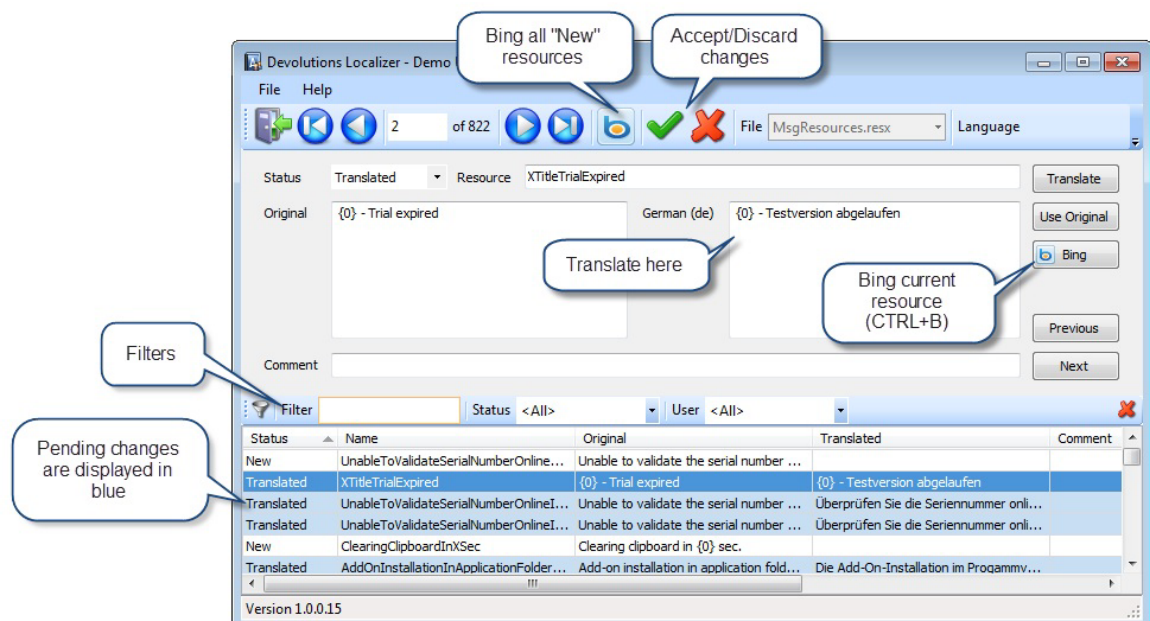 Bing all "New"
resources
Accept/Discard
changes
Devolutions Localizer - Demo
File Help
2 of 822 File MsgResources.resx Language
Status Translated Resource XTitleTrialExpired Translate
Original {0} - Trial expired German (de) {0} - Testversion abgelaufen Use Original
Bing
Translate here
Bing current
resource
(CTRL+B)
Previous
Filters
Comment Next
Filter Status <All> User <All>
Pending changes
are displayed in
blue
Status Name Original Translated Comment
New UnableToValidateSerialNumberOnline... Unable to validate the serial number ...
Translated XTitleTrialExpired {0} - Trial expired {0} - Testversion abgelaufen
Translated UnableToValidateSerialNumberOnlineI... Unable to validate the serial number ... Überprüfen Sie die Seriennummer onli...
Translated UnableToValidateSerialNumberOnlineI... Unable to validate the serial number ... Überprüfen Sie die Seriennummer onli...
New ClearingClipboardInXSec Clearing clipboard in {0} sec.
Translated AddOnInstallationInApplicationFolder... Add-on installation in application fold... Die Add-On-Installation im Progammv...
Version 1.0.0.15